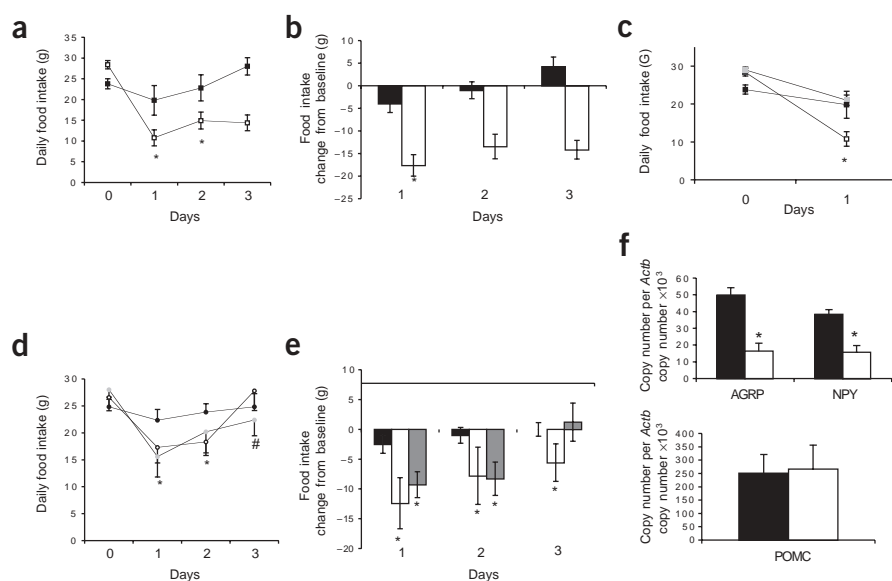 a
Daily food intake (g)
35
30
25
20
15
10
5
0
*
*
0 1 2 3
Days
b
Food intake
change from baseline (g)
10
5
0
−5
−10
−15
−20
−25
*
1 2 3
Days
c
Daily food intake (G)
30
20
10
0
*
0 1
Days
d
Daily food intake (g)
30
25
20
15
10
5
0
*
*
#
0 1 2 3
Days
e
Food intake
change from baseline (g)
10
5
0
−5
−10
−15
−20
*
*
*
*
*
1 2 3
Days
f
Copy number per Actb
copy number ×10³
60
50
40
30
20
10
0
*
*
AGRP NPY
Copy number per Actb
copy number ×10³
400
350
300
250
200
150
100
50
0
POMC